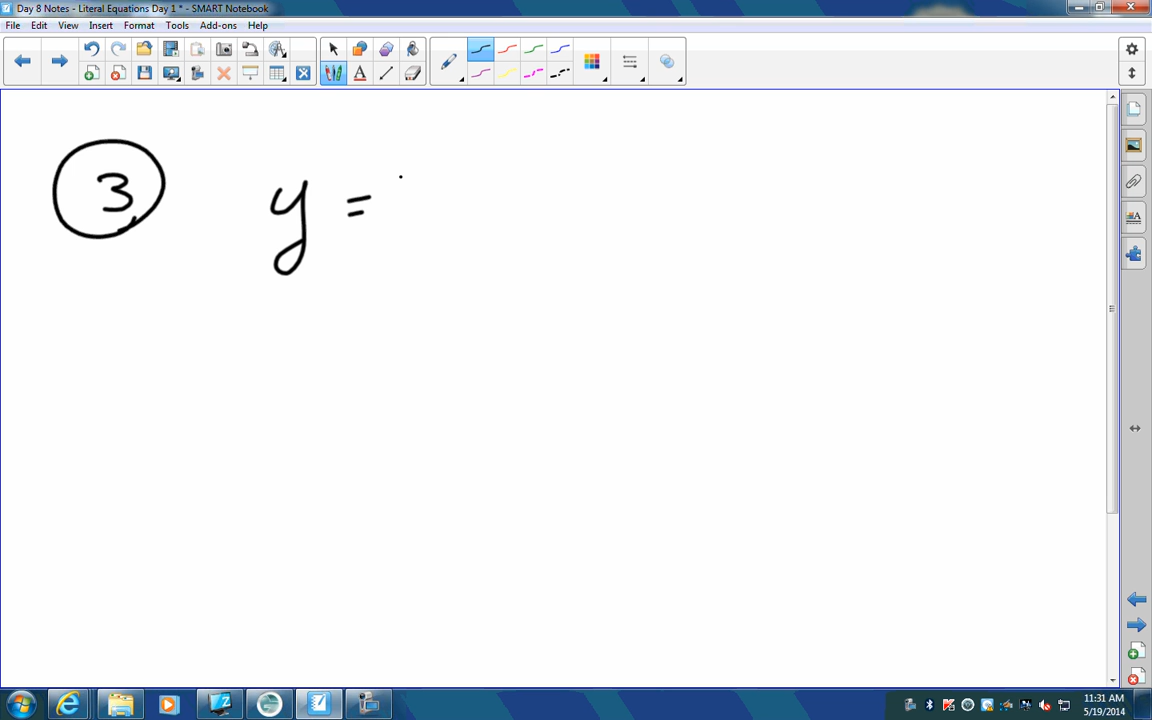 Day 8 Notes - Literal Equations Day 1 * - SMART Notebook
File Edit View Insert Format Tools Add-ons Help
3 y =
11:31 AM
5/19/2014